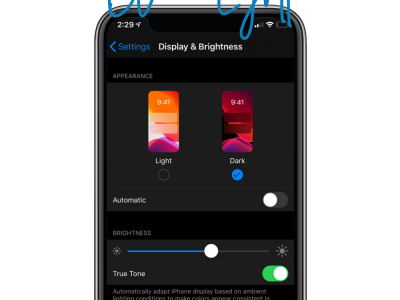 2:29
Settings Display & Brightness
APPEARANCE
9:41 9:41
Light Dark
Automatic
BRIGHTNESS
True Tone
Automatically adapt iPhone display based on ambient
lighting conditions to make colors appear consistent in